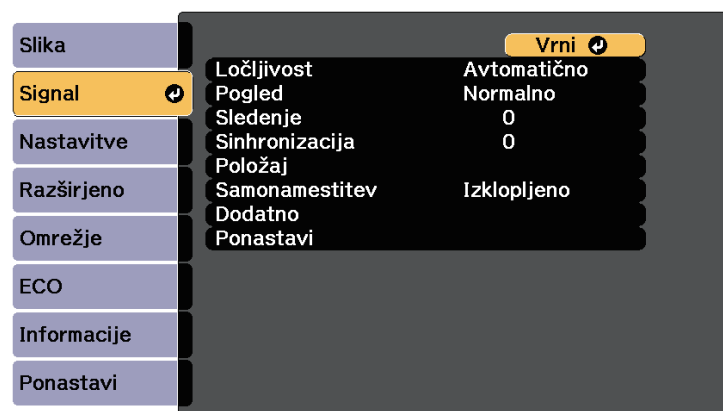 Slika
Signal
Nastavitve
Razširjeno
Omrežje
ECO
Informacije
Ponastavi
Vrni
Ločljivost Avtomatično
Pogled Normalno
Sledenje 0
Sinhronizacija 0
Položaj
Samonamestitev Izklopljeno
Dodatno
Ponastavi